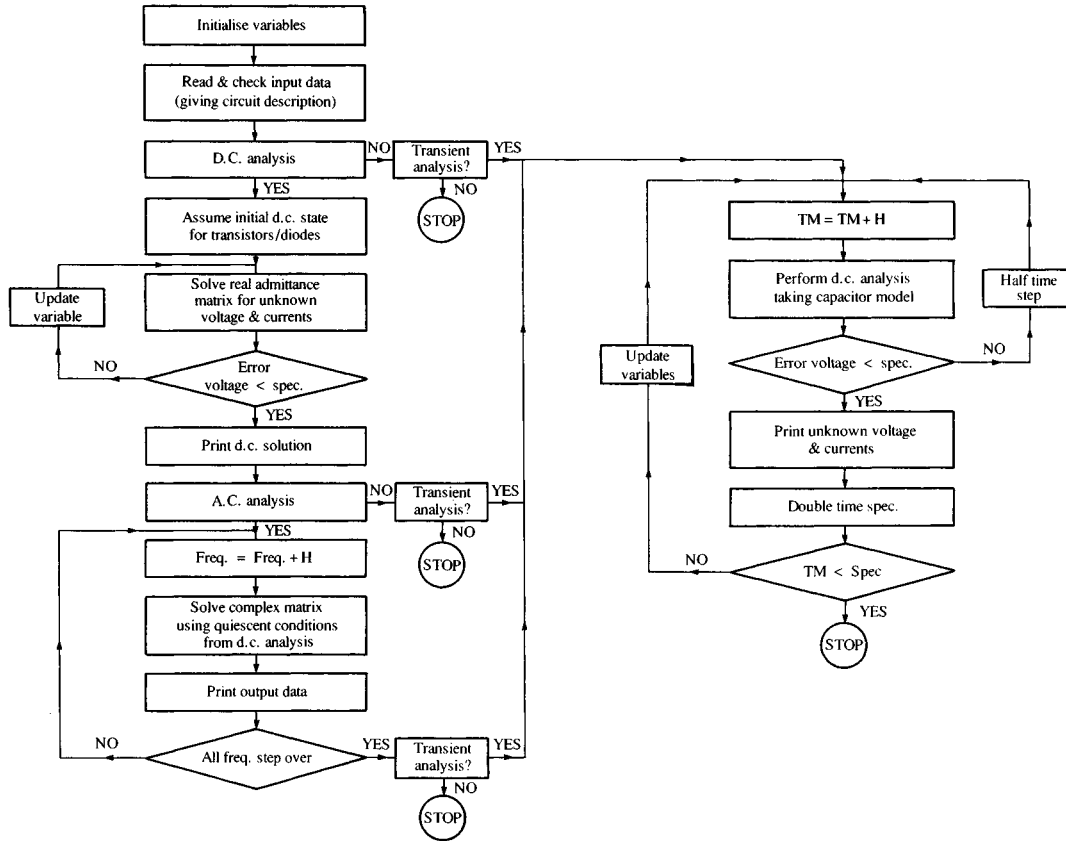 Initialise variables
Read & check input data
(giving circuit description)
D.C. analysis
NO
Transient
analysis?
YES
NO
STOP
YES
Assume initial d.c. state
for transistors/diodes
Solve real admittance
matrix for unknown
voltage & currents
Update
variable
NO
Error
voltage < spec.
YES
Print d.c. solution
A.C. analysis
NO
Transient
analysis?
YES
NO
STOP
YES
Freq. = Freq. + H
Solve complex matrix
using quiescent conditions
from d.c. analysis
Print output data
NO
All freq. step over
YES
Transient
analysis?
YES
NO
STOP
TM = TM + H
Perform d.c. analysis
taking capacitor model
Half time
step
Update
variables
Error voltage < spec.
NO
YES
Print unknown voltage
& currents
Double time spec.
NO
TM < Spec
YES
STOP